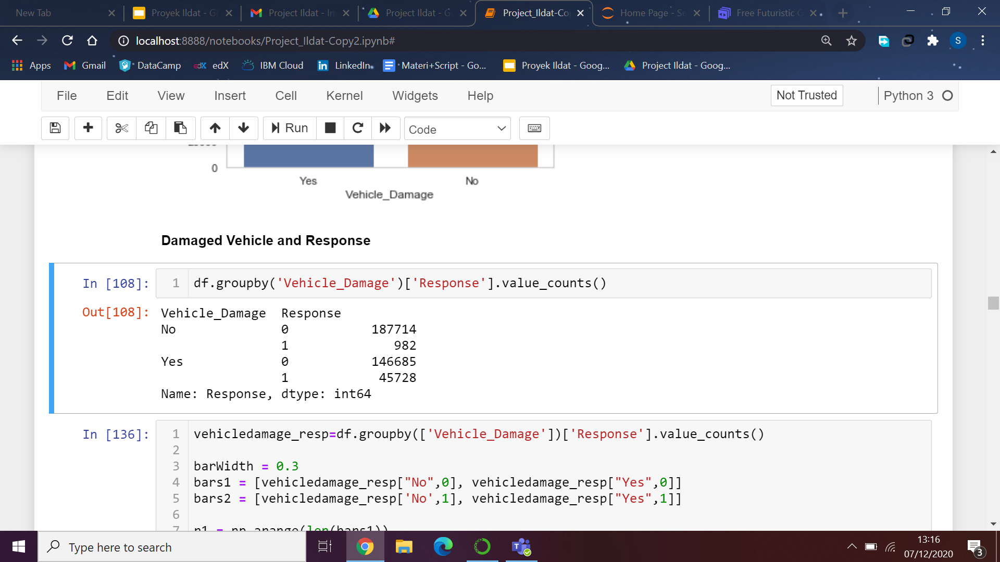 New Tab
Proyek Ildat - G
Project Ildat - In
Project Ildat - G
Project_Ildat-Co
Home Page - Se
Free Futuristic
localhost:8888/notebooks/Project_Ildat-Copy2.ipynb#
S
Apps
Gmail
DataCamp
edX
IBM Cloud
LinkedIn
Materi+Script - Go...
Proyek Ildat - Goog...
Project Ildat - Goog...
File Edit View Insert Cell Kernel Widgets Help
Not Trusted
Python 3
Run
Code
0
Yes No
Vehicle_Damage
Damaged Vehicle and Response
In [108]: 1 df.groupby('Vehicle_Damage')['Response'].value_counts()
Out[108]: Vehicle_Damage Response
No 0 187714
1 982
Yes 0 146685
1 45728
Name: Response, dtype: int64
In [136]: 1 vehicledamage_resp=df.groupby(['Vehicle_Damage'])['Response'].value_counts()
2
3 barWidth = 0.3
4 bars1 = [vehicledamage_resp["No",0], vehicledamage_resp["Yes",0]]
5 bars2 = [vehicledamage_resp['No',1], vehicledamage_resp["Yes",1]]
6
7 r1 = np.arange(len(bars1))
Type here to search
13:16
07/12/2020
3